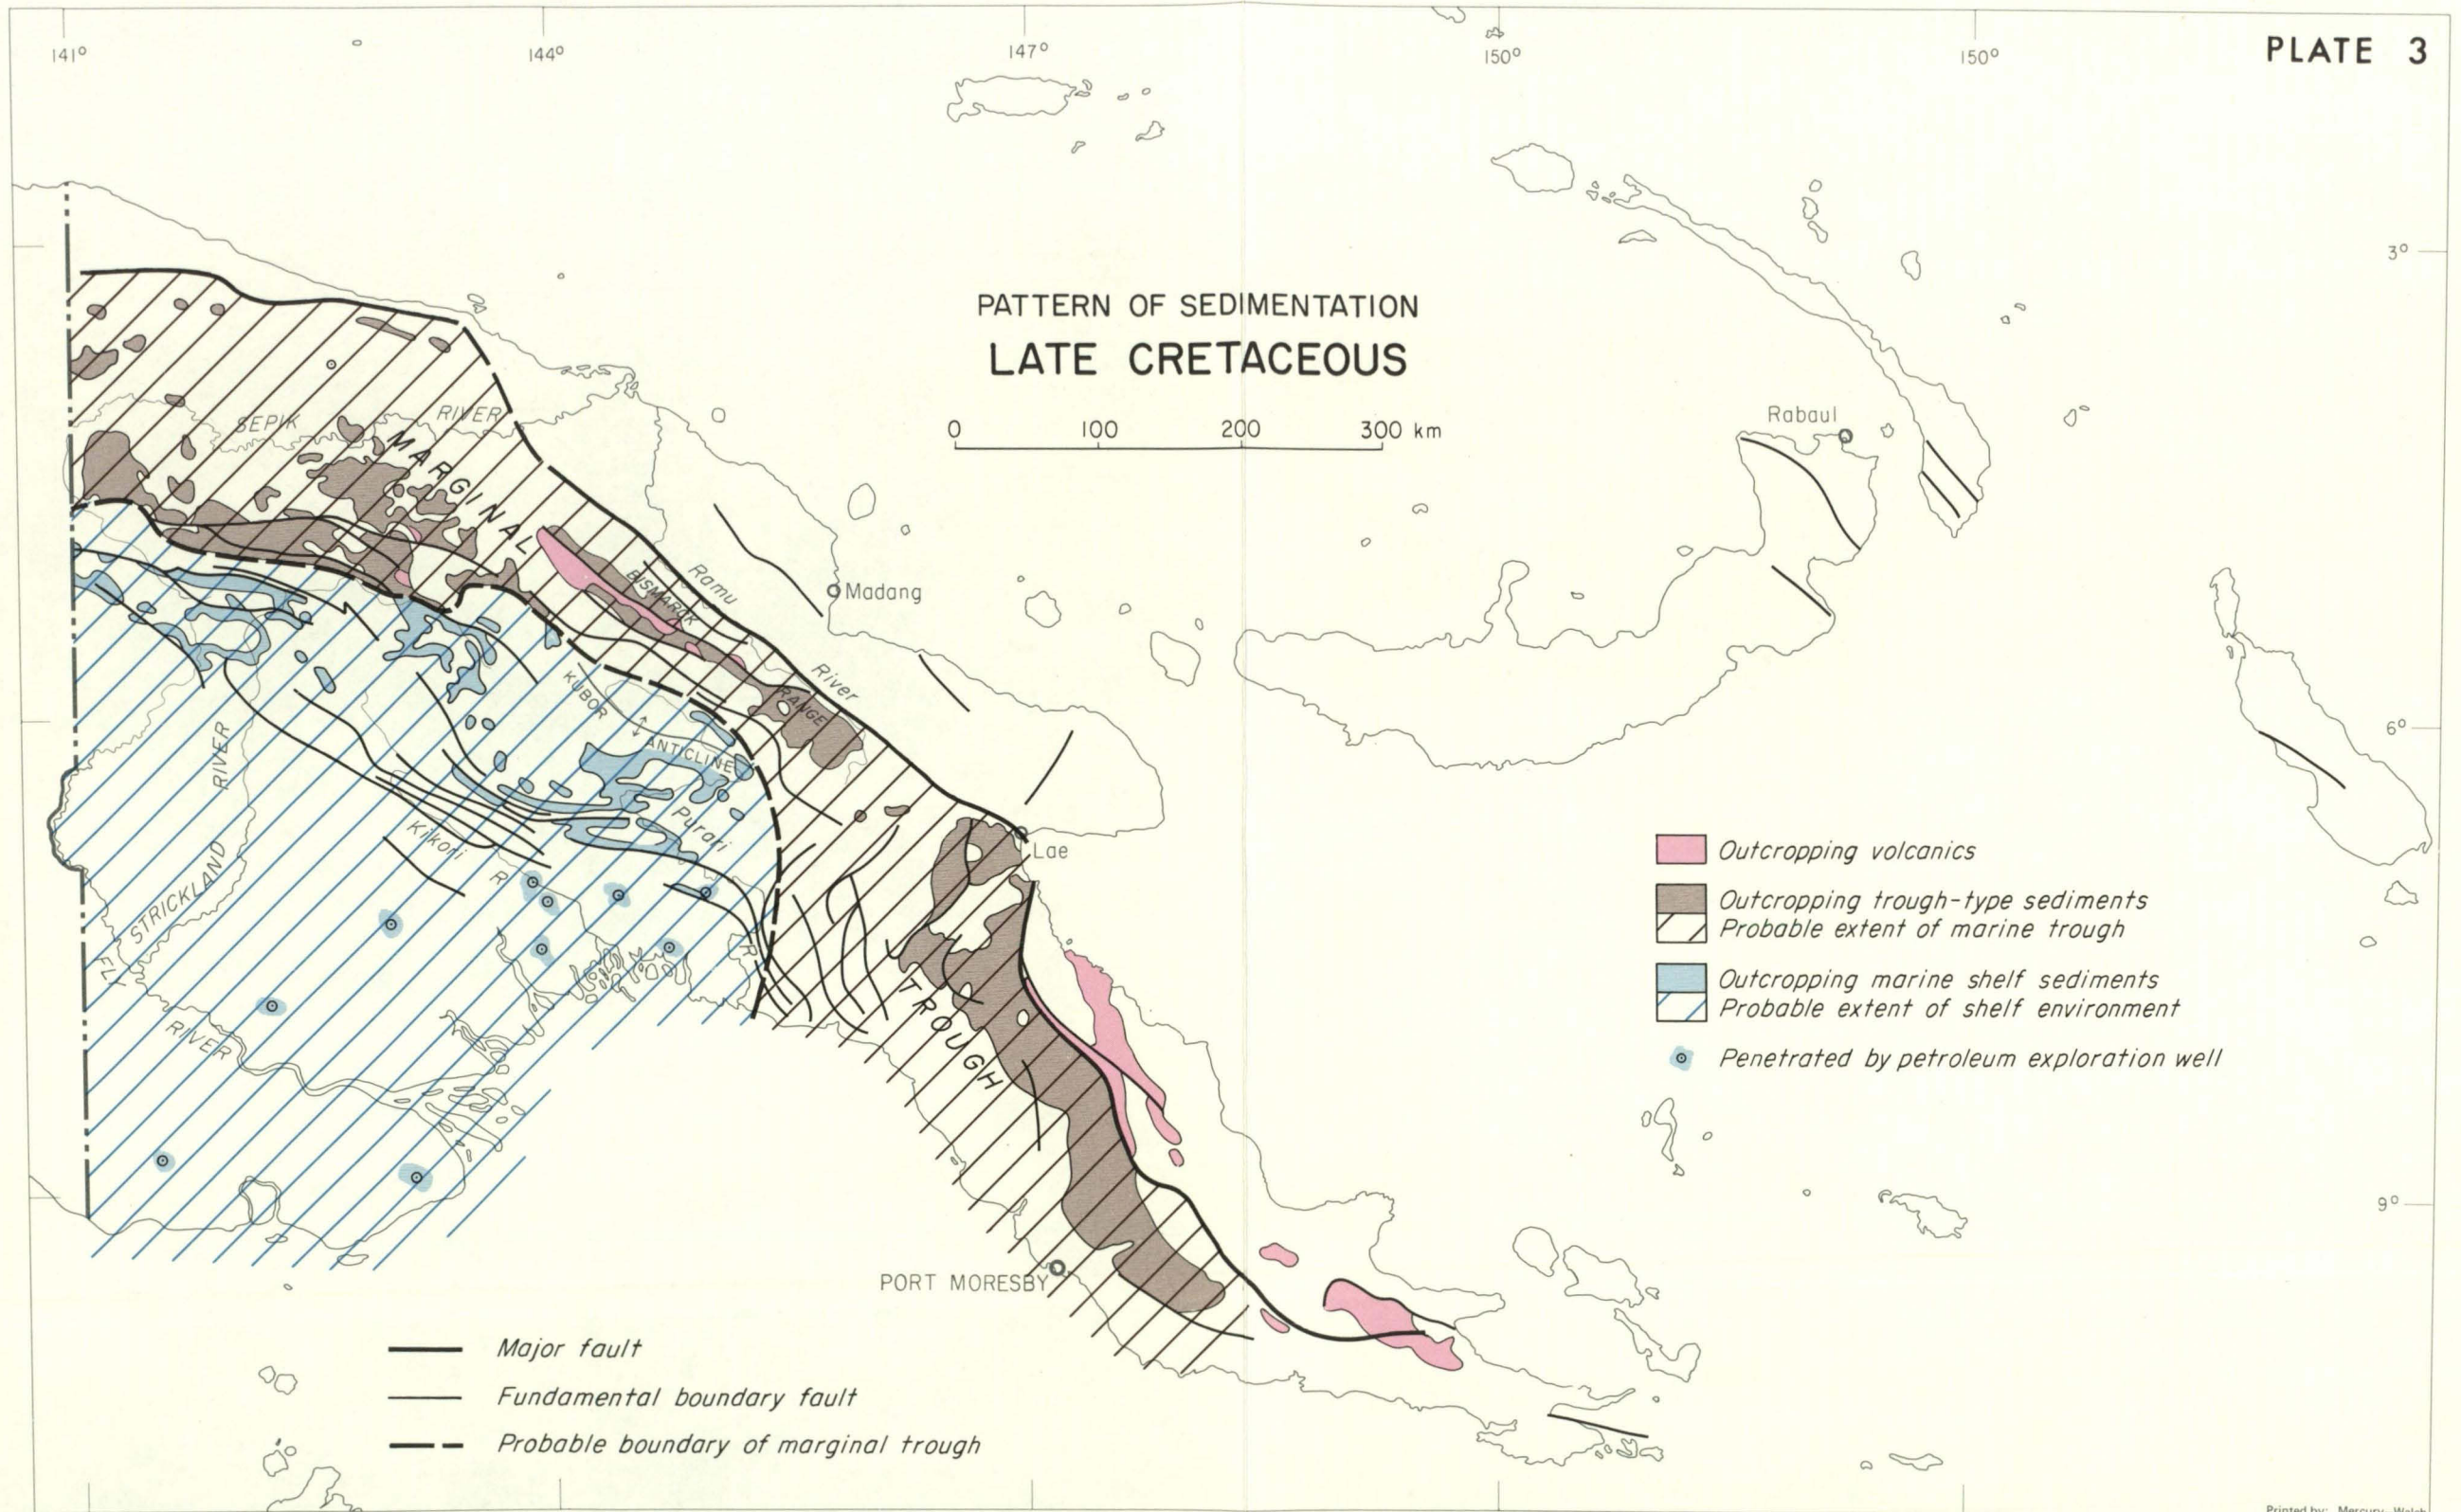 141° 144° 147° 150° 150°
PLATE 3
3°
PATTERN OF SEDIMENTATION
LATE CRETACEOUS
0 100 200 300 km
Rabaul
SEPIK RIVER
MARGINAL
Ramu
BISMARCK
Madang
River
KUBOR
RANGE
ANTICLINE
6°
RIVER
Purari
Kikori
R
Lae
STRICKLAND
R
FLY
TROUGH
RIVER
Outcropping volcanics
Outcropping trough-type sediments
Probable extent of marine trough
Outcropping marine shelf sediments
Probable extent of shelf environment
Penetrated by petroleum exploration well
9°
PORT MORESBY
Major fault
Fundamental boundary fault
Probable boundary of marginal trough
Printed by: Mercury Walch